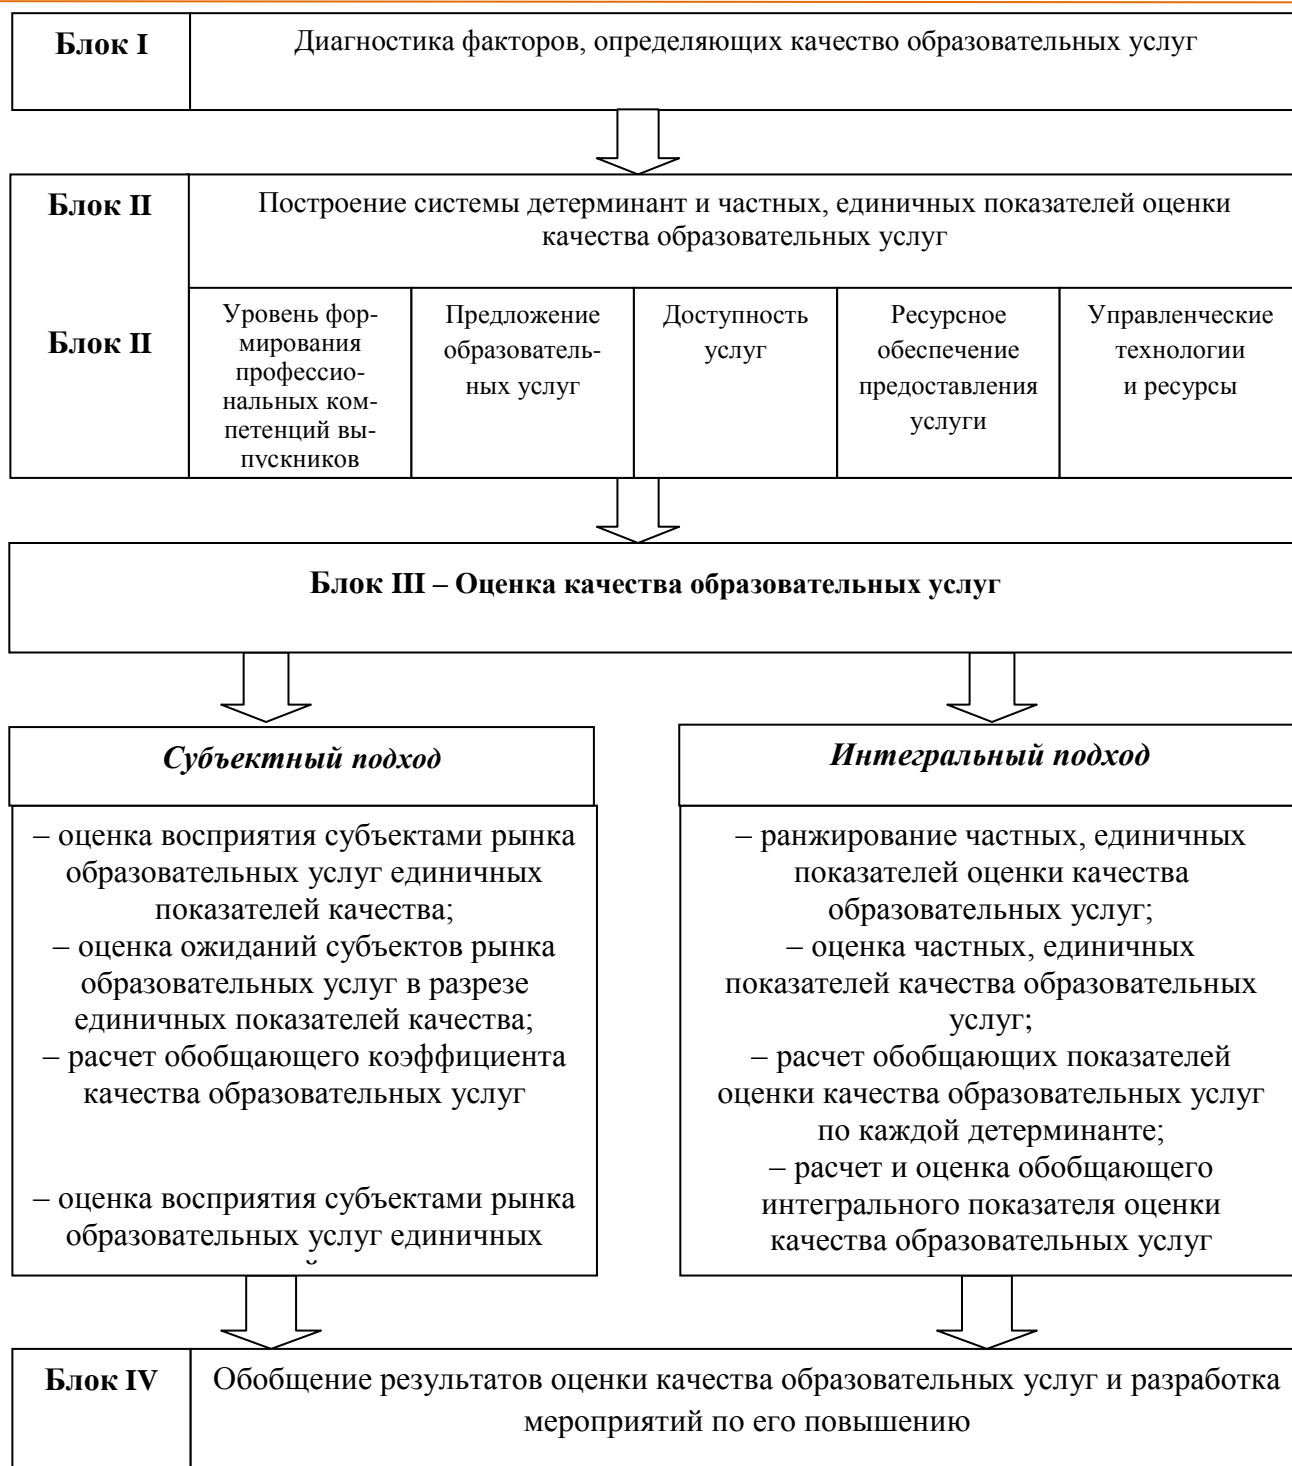 Блок I
Диагностика факторов, определяющих качество образовательных услуг
Блок II
Построение системы детерминант и частных, единичных показателей оценки
качества образовательных услуг
Блок II
Уровень фор-
мирования
профессио-
нальных ком-
петенций вы-
пускников
Предложение
образователь-
ных услуг
Доступность
услуг
Ресурсное
обеспечение
предоставления
услуги
Управленческие
технологии
и ресурсы
Блок III – Оценка качества образовательных услуг
Субъектный подход
– оценка восприятия субъектами рынка
образовательных услуг единичных
показателей качества;
– оценка ожиданий субъектов рынка
образовательных услуг в разрезе
единичных показателей качества;
– расчет обобщающего коэффициента
качества образовательных услуг
– оценка восприятия субъектами рынка
образовательных услуг единичных
Интегральный подход
– ранжирование частных, единичных
показателей оценки качества
образовательных услуг;
– оценка частных, единичных
показателей качества образовательных
услуг;
– расчет обобщающих показателей
оценки качества образовательных услуг
по каждой детерминанте;
– расчет и оценка обобщающего
интегрального показателя оценки
качества образовательных услуг
Блок IV
Обобщение результатов оценки качества образовательных услуг и разработка
мероприятий по его повышению